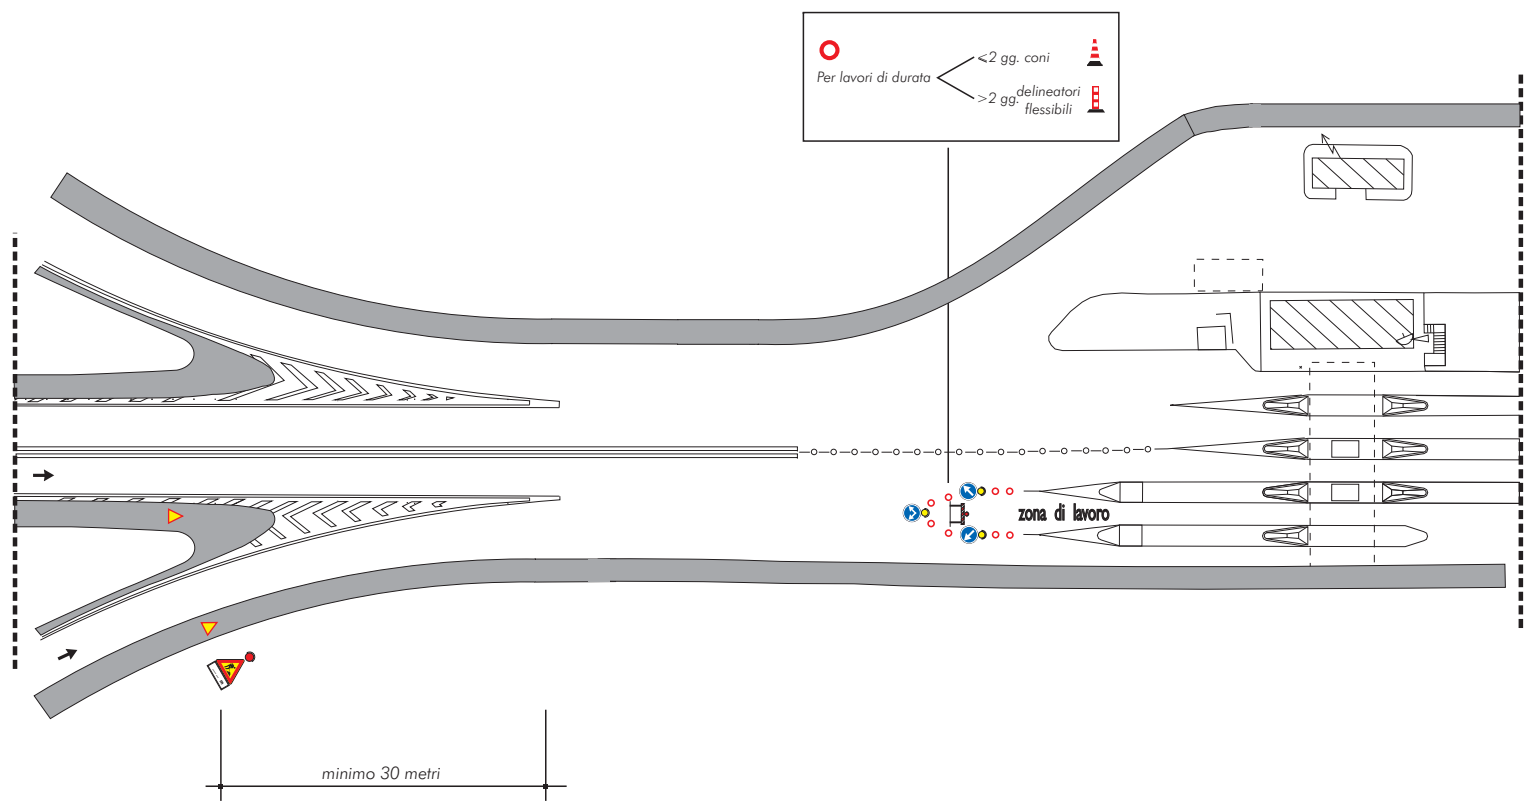 Per lavori di durata
<2 gg. coni
>2 gg. delineatori
flessibili
zona di lavoro
minimo 30 metri